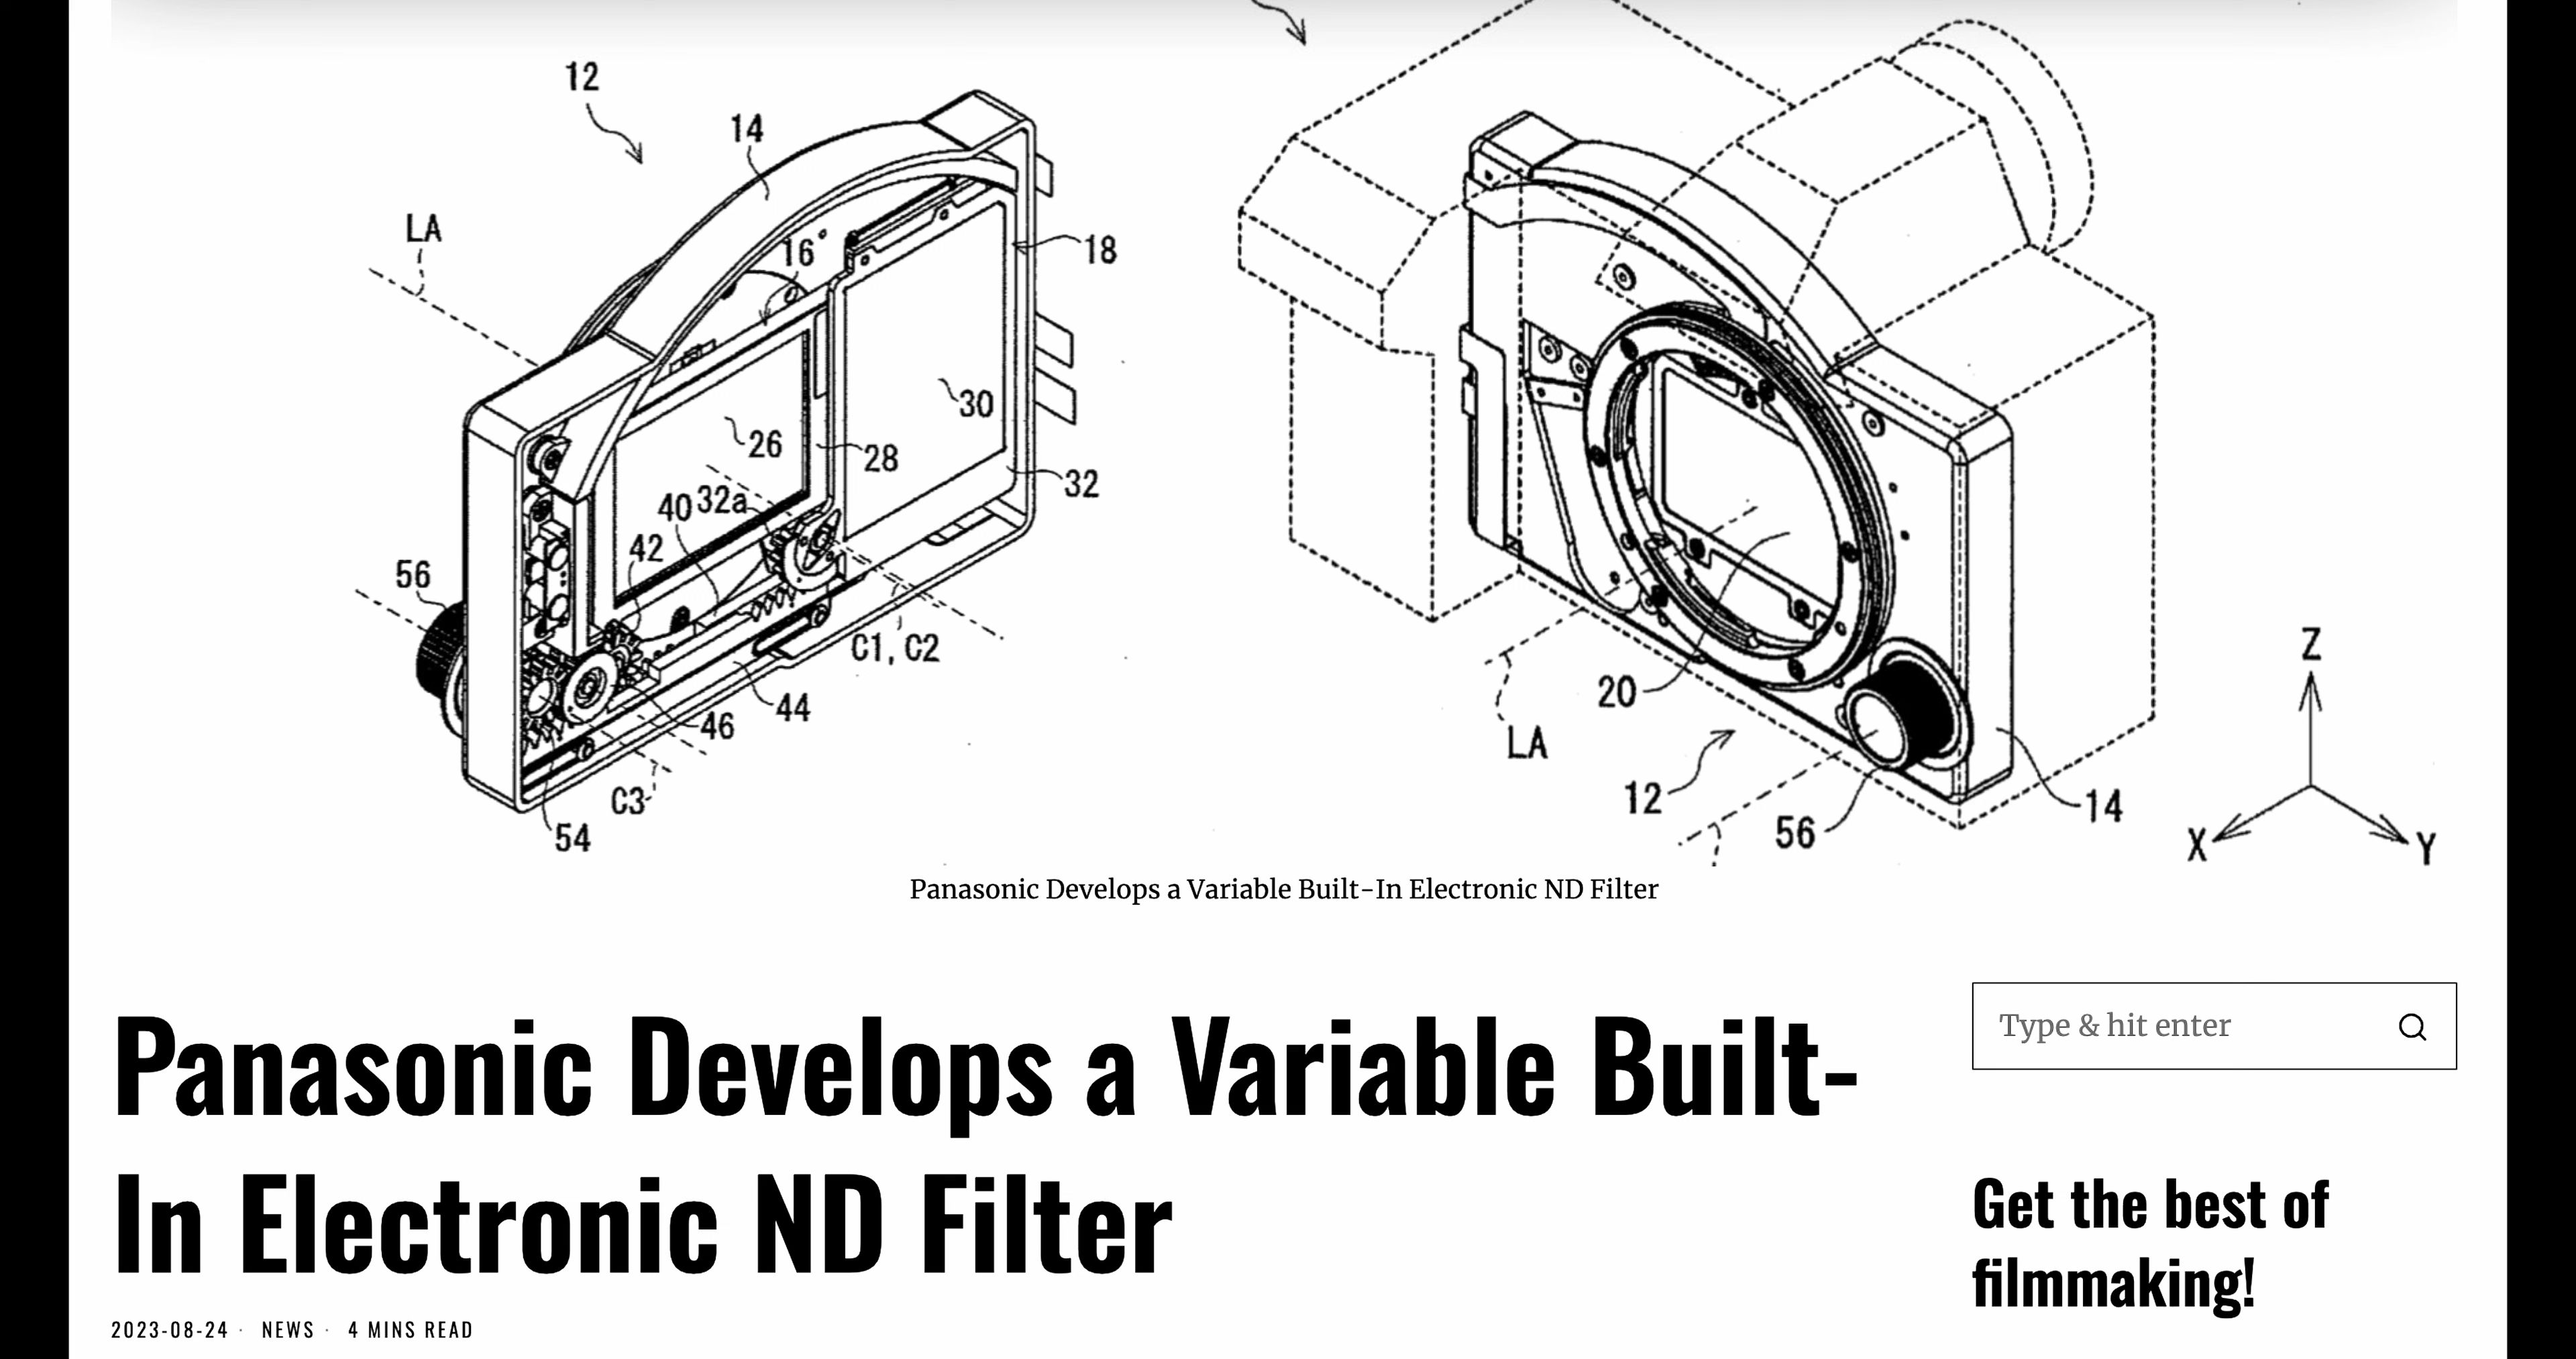 12
14
LA
16
18
30
26
28
32
40 32a
42
56
C1, C2
44
46
C3
54
20
LA
12
56
14
Z
X
Y
Panasonic Develops a Variable Built-In Electronic ND Filter
Panasonic Develops a Variable Built-
In Electronic ND Filter
2023-08-24 · NEWS · 4 MINS READ
Type & hit enter
Get the best of
filmmaking!